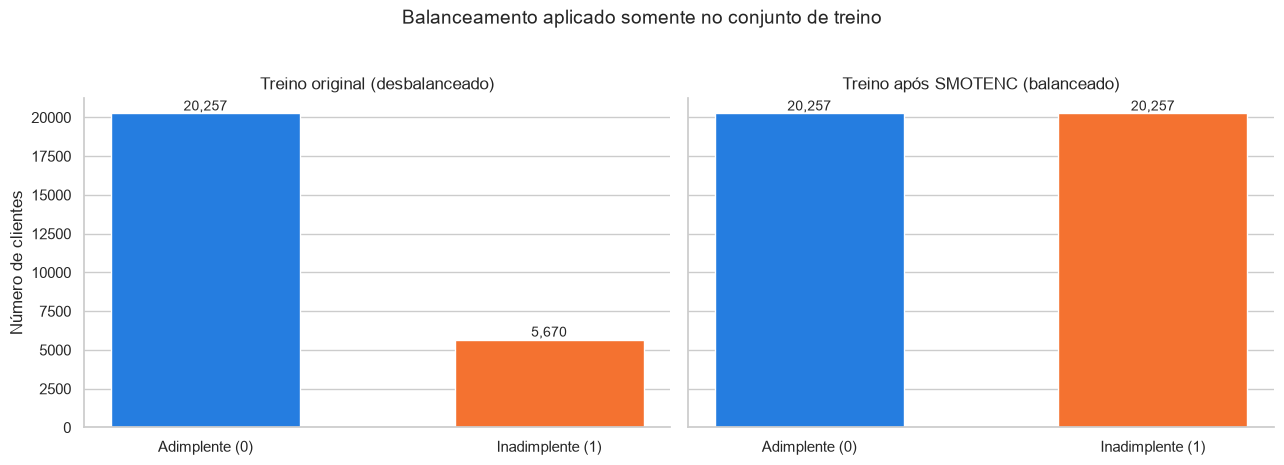 Balanceamento aplicado somente no conjunto de treino
Treino original (desbalanceado)
Treino após SMOTENC (balanceado)
Número de clientes
20000
17500
15000
12500
10000
7500
5000
2500
0
20,257
5,670
20,257
20,257
Adimplente (0)
Inadimplente (1)
Adimplente (0)
Inadimplente (1)